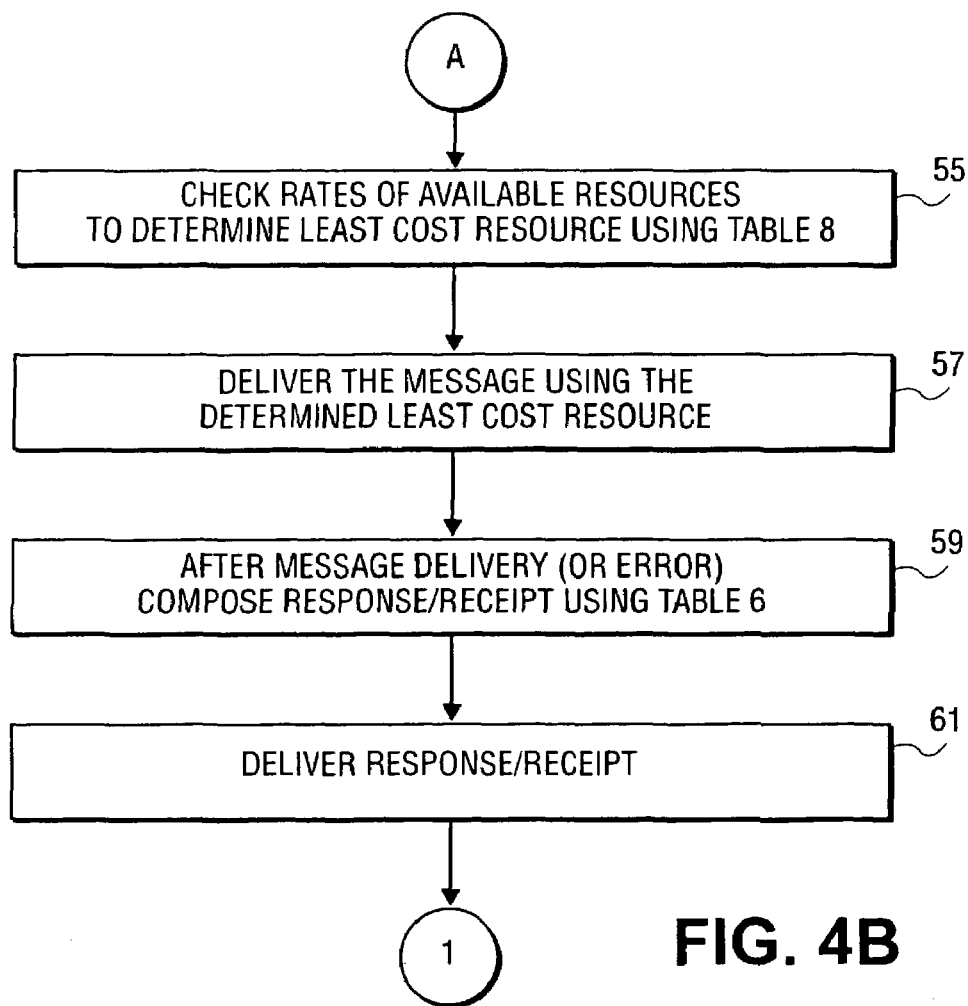 A
55
CHECK RATES OF AVAILABLE RESOURCES
TO DETERMINE LEAST COST RESOURCE USING TABLE 8
57
DELIVER THE MESSAGE USING THE
DETERMINED LEAST COST RESOURCE
59
AFTER MESSAGE DELIVERY (OR ERROR)
COMPOSE RESPONSE/RECEIPT USING TABLE 6
61
DELIVER RESPONSE/RECEIPT
1
FIG. 4B